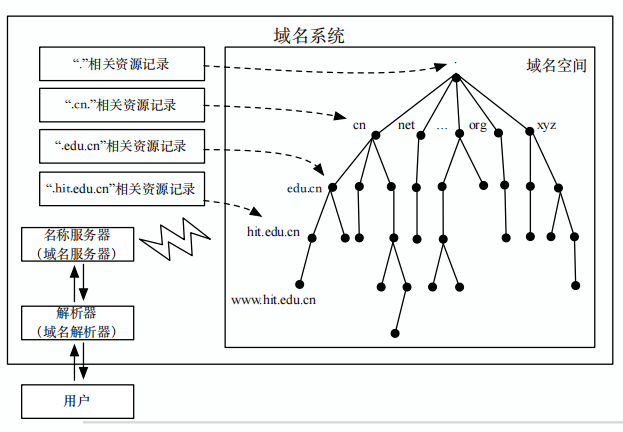 域名系统
“.”相关资源记录
“.cn.”相关资源记录
“.edu.cn”相关资源记录
“.hit.edu.cn”相关资源记录
名称服务器
（域名服务器）
解析器
（域名解析器）
用户
域名空间
.
cn
net
...
org
xyz
edu.cn
hit.edu.cn
www.hit.edu.cn